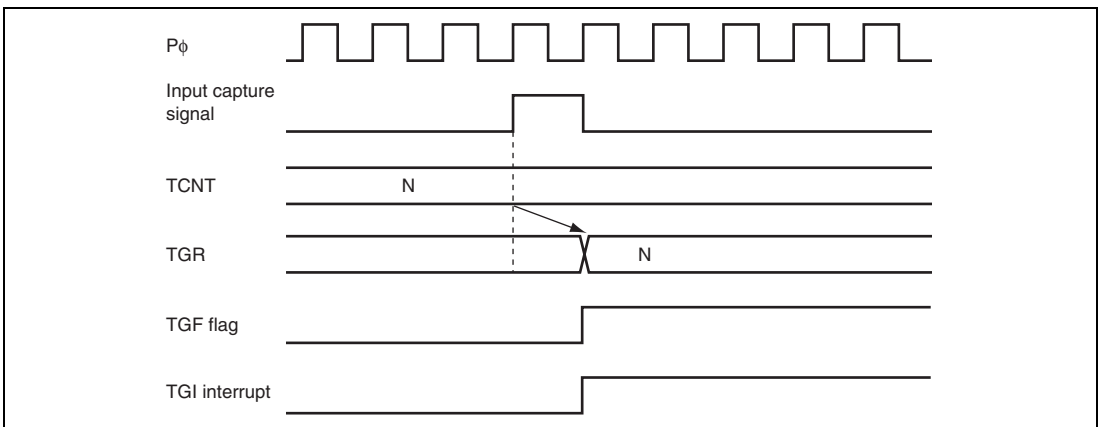 Pϕ
Input capture
signal
TCNT
N
TGR
N
TGF flag
TGI interrupt